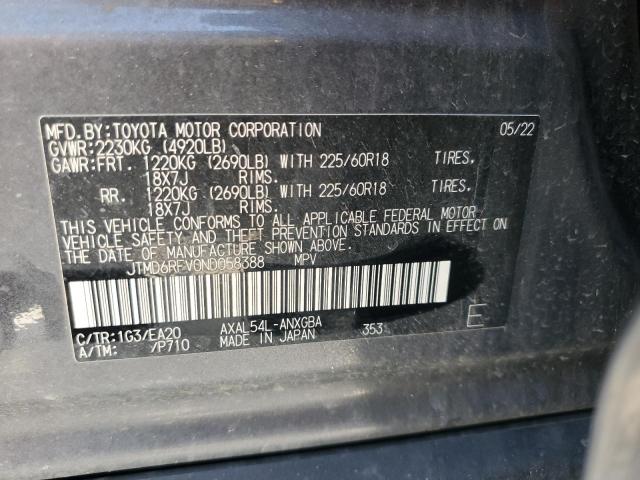 MFD.BY:TOYOTA MOTOR CORPORATION 05/22
GVWR:2230KG (4920LB)
GAWR:FRT. 1220KG (2690LB) WITH 225/60R18 TIRES,
18X7J RIMS.
RR. 1220KG (2690LB) WITH 225/60R18 TIRES,
18X7J RIMS.
THIS VEHICLE CONFORMS TO ALL APPLICABLE FEDERAL MOTOR
VEHICLE SAFETY AND THEFT PREVENTION STANDARDS IN EFFECT ON
THE DATE OF MANUFACTURE SHOWN ABOVE.
JTMD6RFV0ND058388 MPV
C/TR:1G3/EA20 AXAL54L-ANXGBA 353
A/TM: /P710 MADE IN JAPAN
E